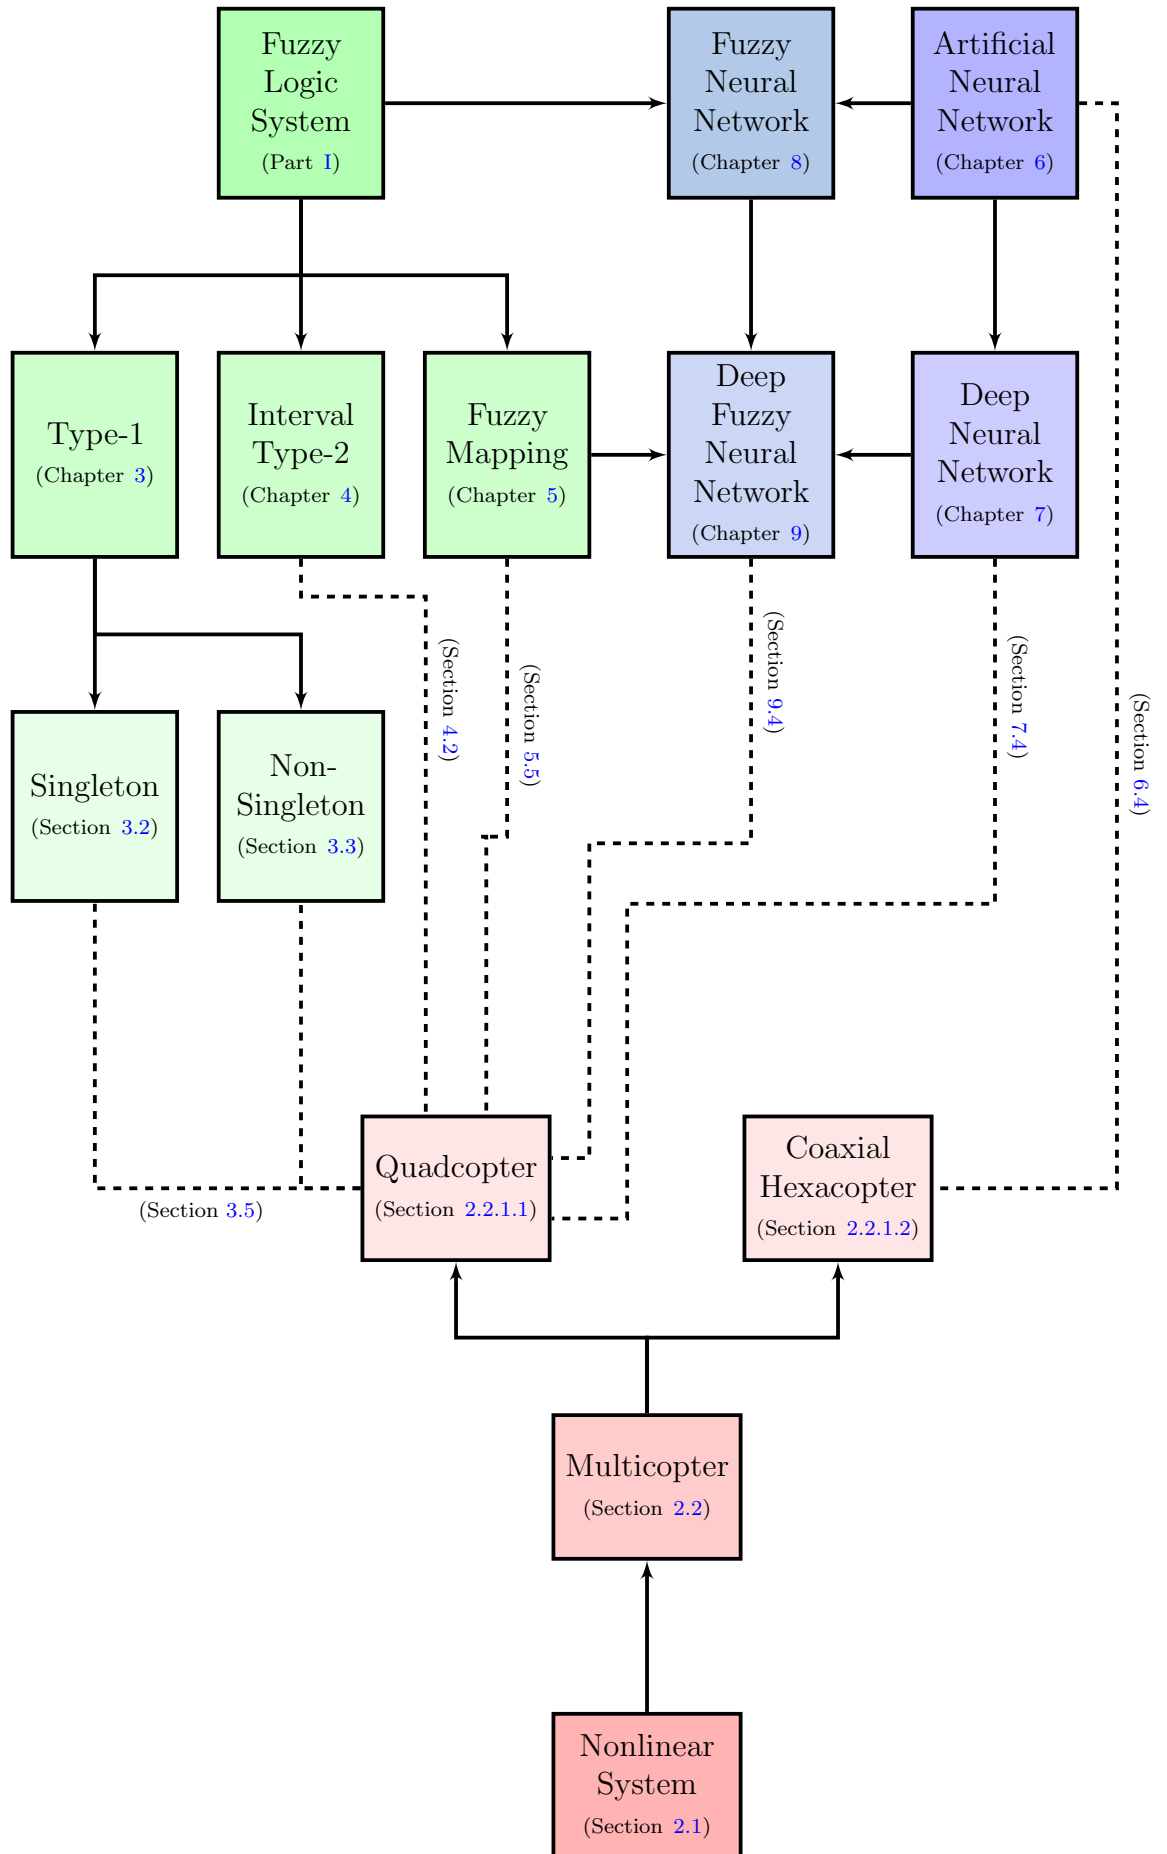 Fuzzy
Logic
System
(Part I)
Fuzzy
Neural
Network
(Chapter 8)
Artificial
Neural
Network
(Chapter 6)
Type-1
(Chapter 3)
Interval
Type-2
(Chapter 4)
Fuzzy
Mapping
(Chapter 5)
Deep
Fuzzy
Neural
Network
(Chapter 9)
Deep
Neural
Network
(Chapter 7)
(Section 4.2)
(Section 5.5)
(Section 9.4)
(Section 7.4)
(Section 6.4)
Singleton
(Section 3.2)
Non-
Singleton
(Section 3.3)
(Section 3.5)
Quadcopter
(Section 2.2.1.1)
Coaxial
Hexacopter
(Section 2.2.1.2)
Multicopter
(Section 2.2)
Nonlinear
System
(Section 2.1)